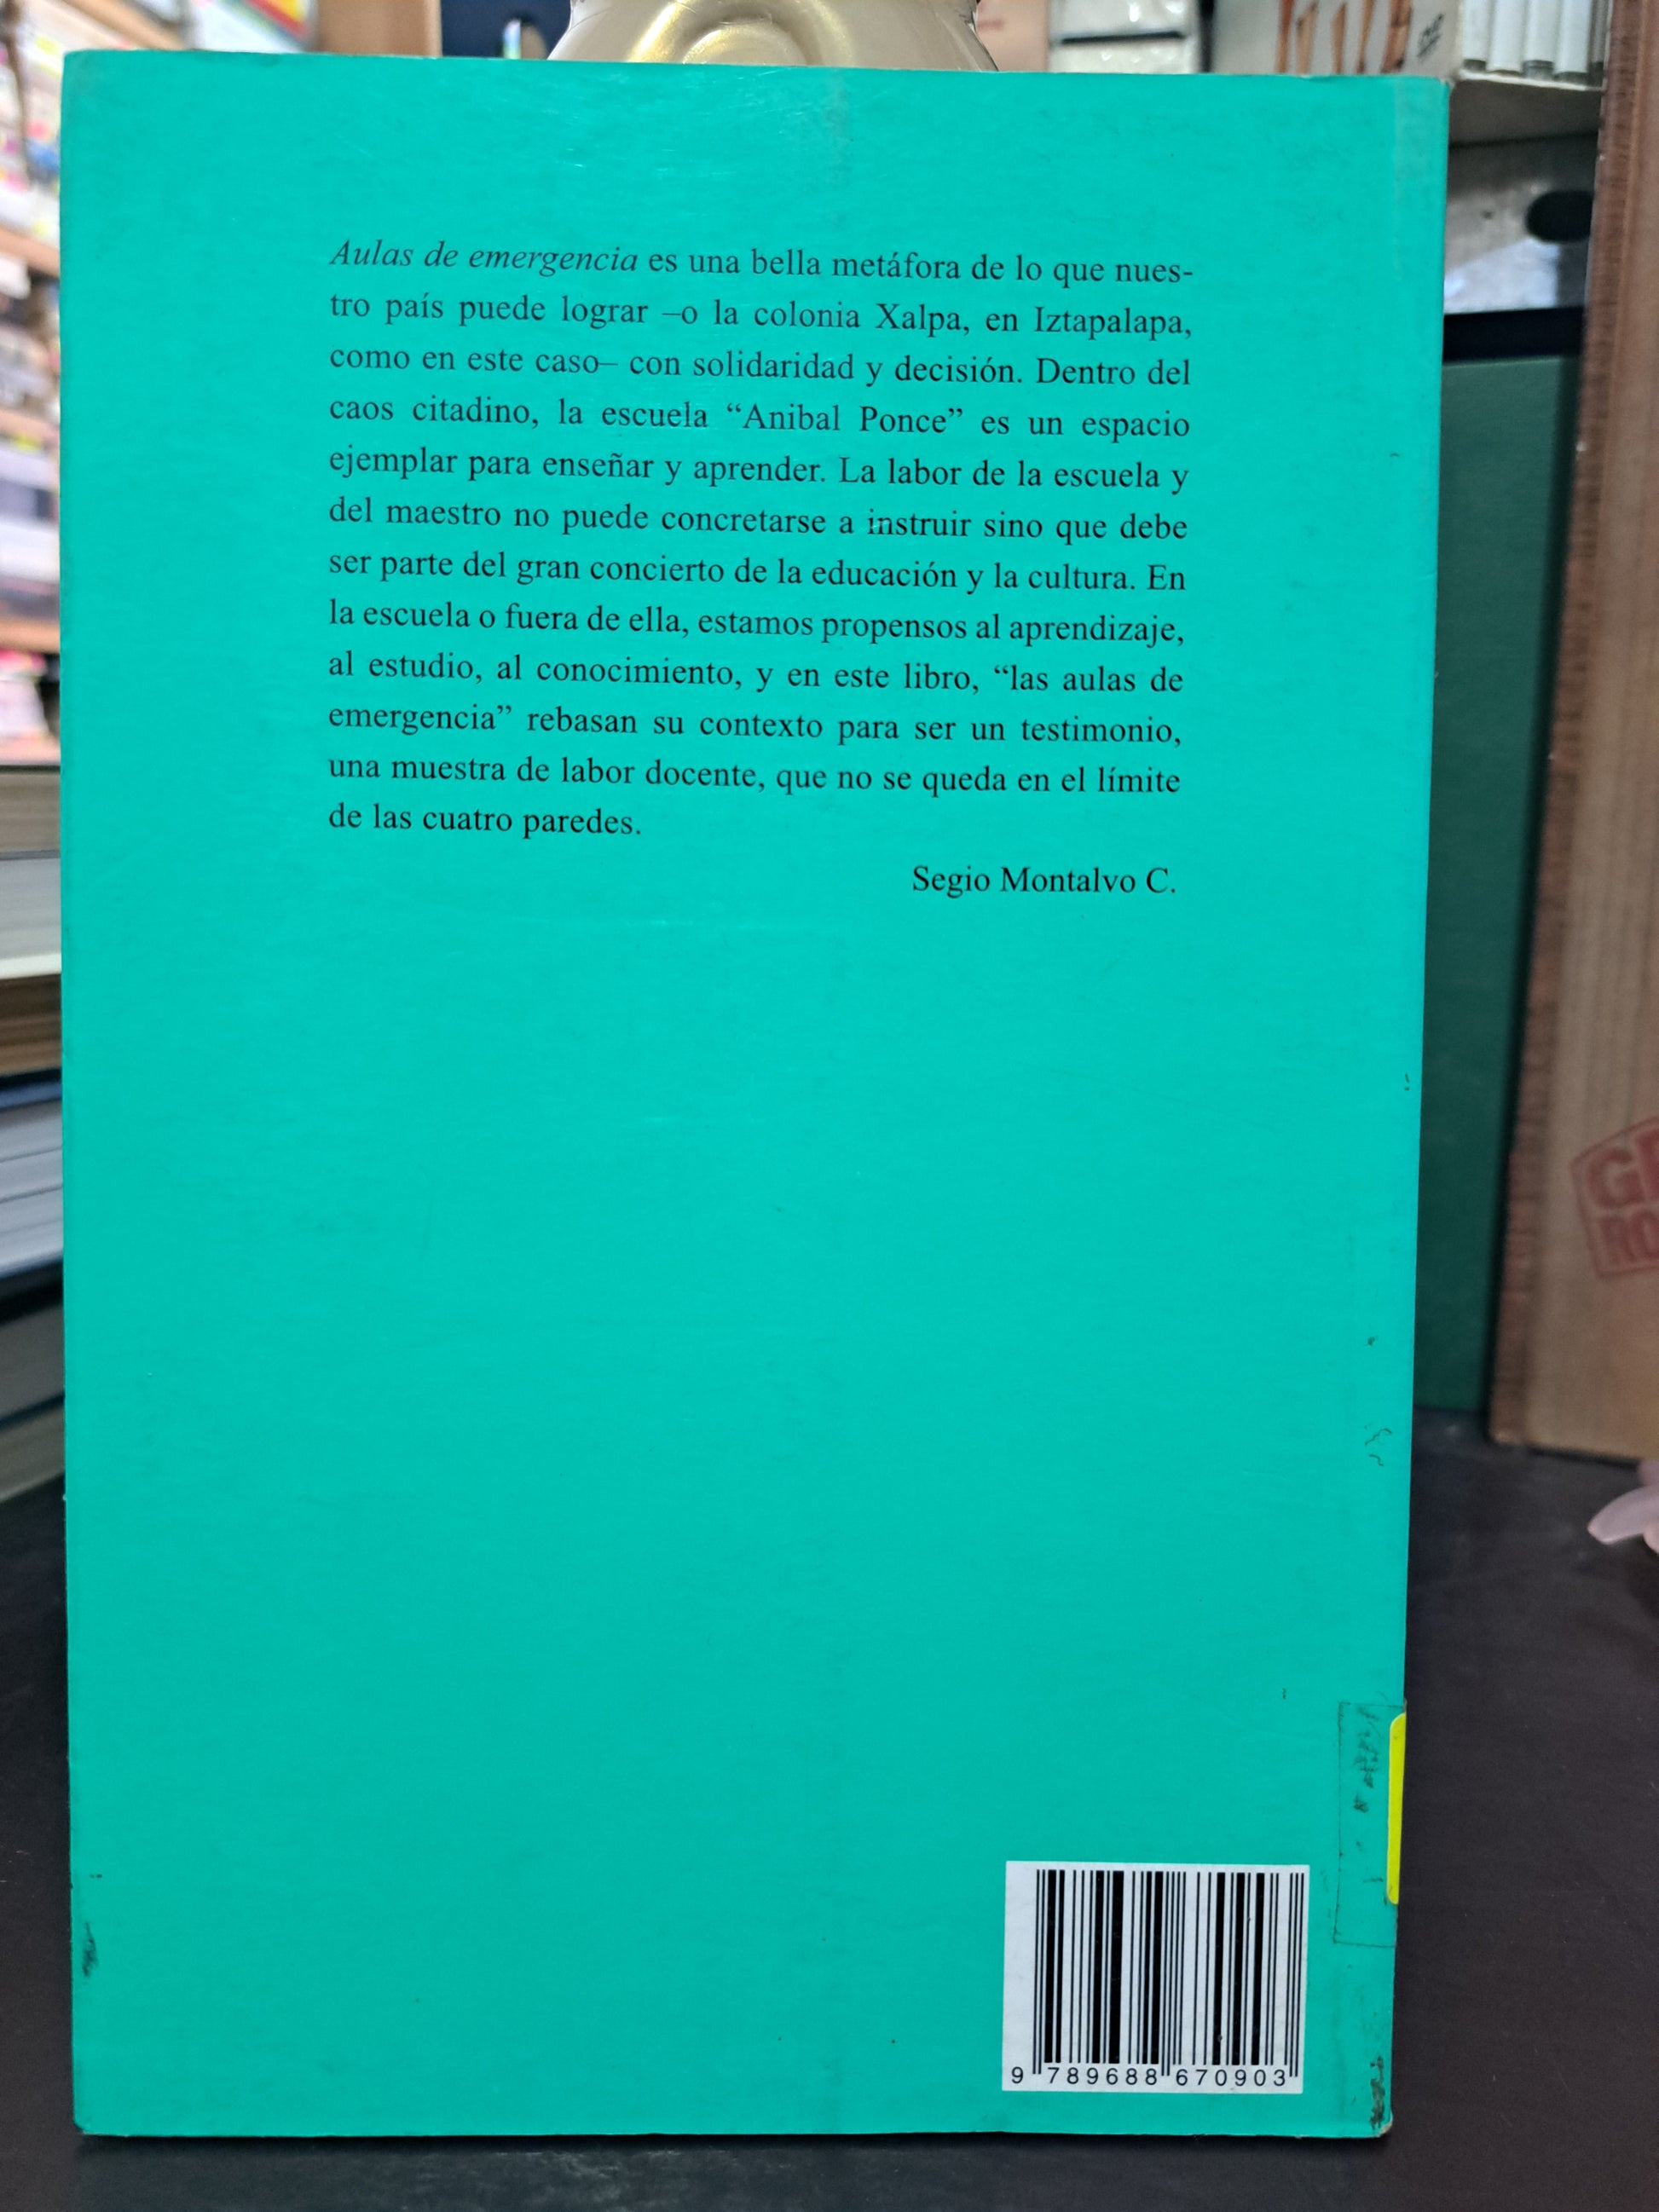 Aulas de emergencia es una bella metáfora de lo que nues-
tro país puede lograr –o la colonia Xalpa, en Iztapalapa,
como en este caso– con solidaridad y decisión. Dentro del
caos citadino, la escuela “Anibal Ponce” es un espacio
ejemplar para enseñar y aprender. La labor de la escuela y
del maestro no puede concretarse a instruir sino que debe
ser parte del gran concierto de la educación y la cultura. En
la escuela o fuera de ella, estamos propensos al aprendizaje,
al estudio, al conocimiento, y en este libro, “las aulas de
emergencia” rebasan su contexto para ser un testimonio,
una muestra de labor docente, que no se queda en el límite
de las cuatro paredes.
Segio Montalvo C.
9 789688 670903